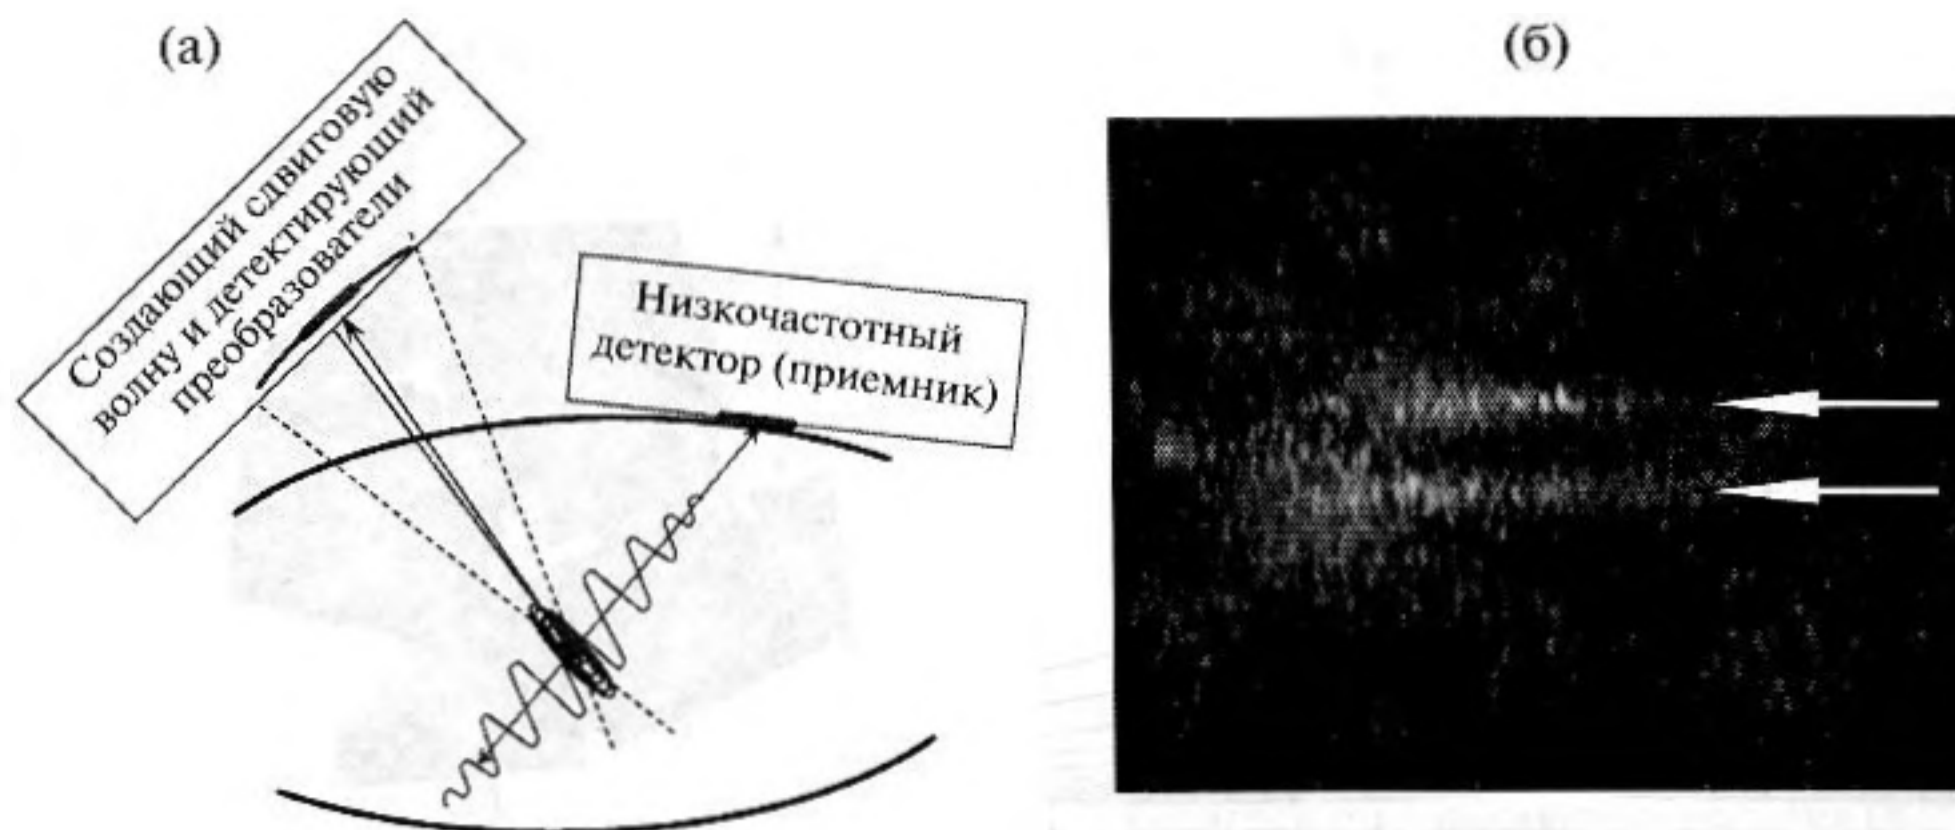 (а)
Создающий сдвиговую
волну и детектирующий
преобразователи
Низкочастотный
детектор (приемник)
(б)